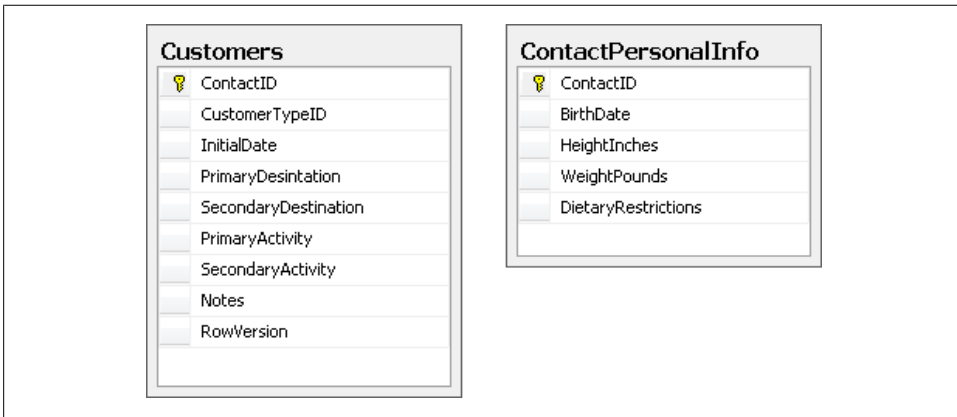 Customers
ContactID
CustomerTypeID
InitialDate
PrimaryDesintation
SecondaryDestination
PrimaryActivity
SecondaryActivity
Notes
RowVersion
ContactPersonalInfo
ContactID
BirthDate
HeightInches
WeightPounds
DietaryRestrictions